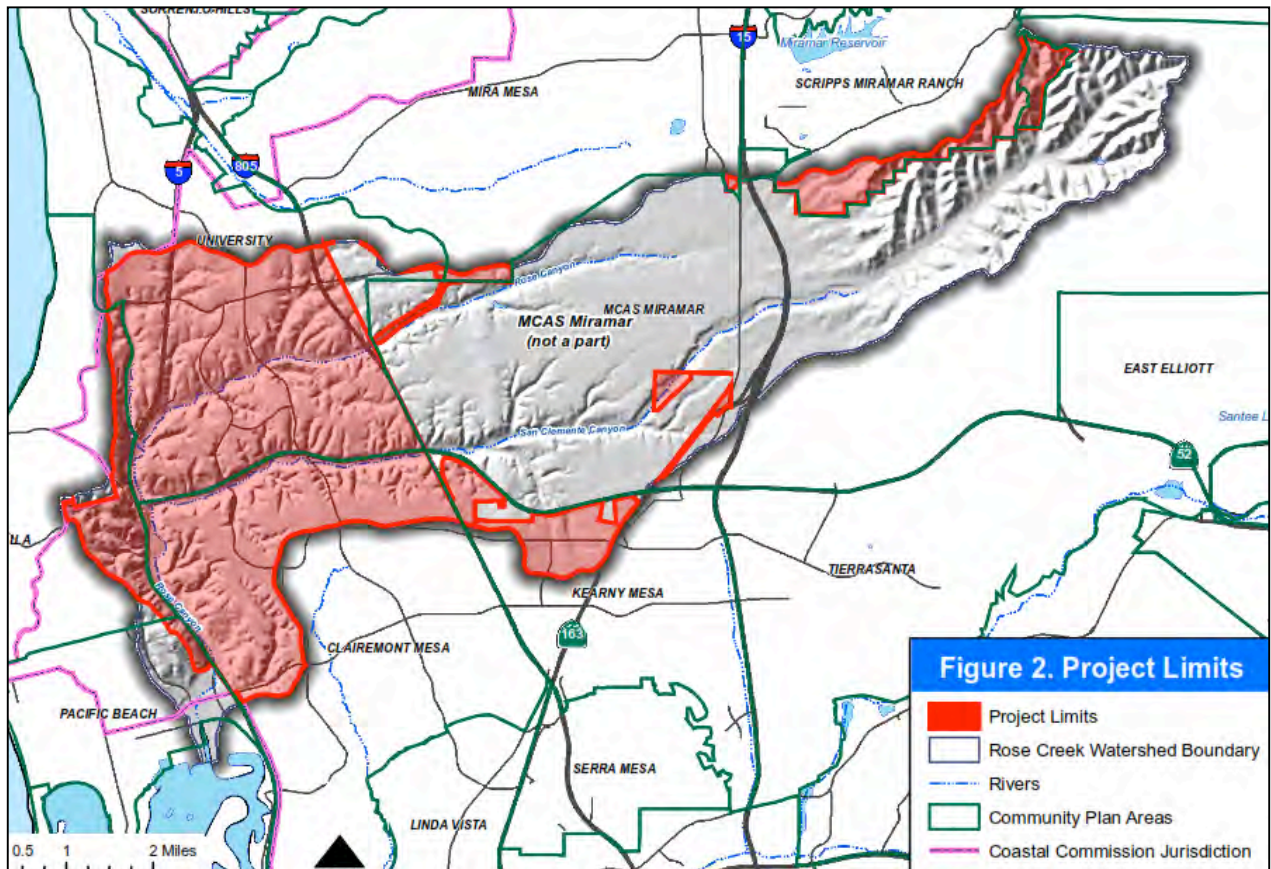 SORRENTO HILLS
15
Miramar Reservoir
SCRIPPS MIRAMAR RANCH
MIRA MESA
5
805
UNIVERSITY
Rose Canyon
MCAS MIRAMAR
MCAS Miramar
(not a part)
EAST ELLIOTT
Santee L
San Clemente Canyon
52
TIERRASANTA
KEARNY MESA
Rose Canyon
163
CLAIREMONT MESA
PACIFIC BEACH
SERRA MESA
LINDA VISTA
Figure 2. Project Limits
Project Limits
Rose Creek Watershed Boundary
Rivers
Community Plan Areas
Coastal Commission Jurisdiction
0.5 1 2 Miles